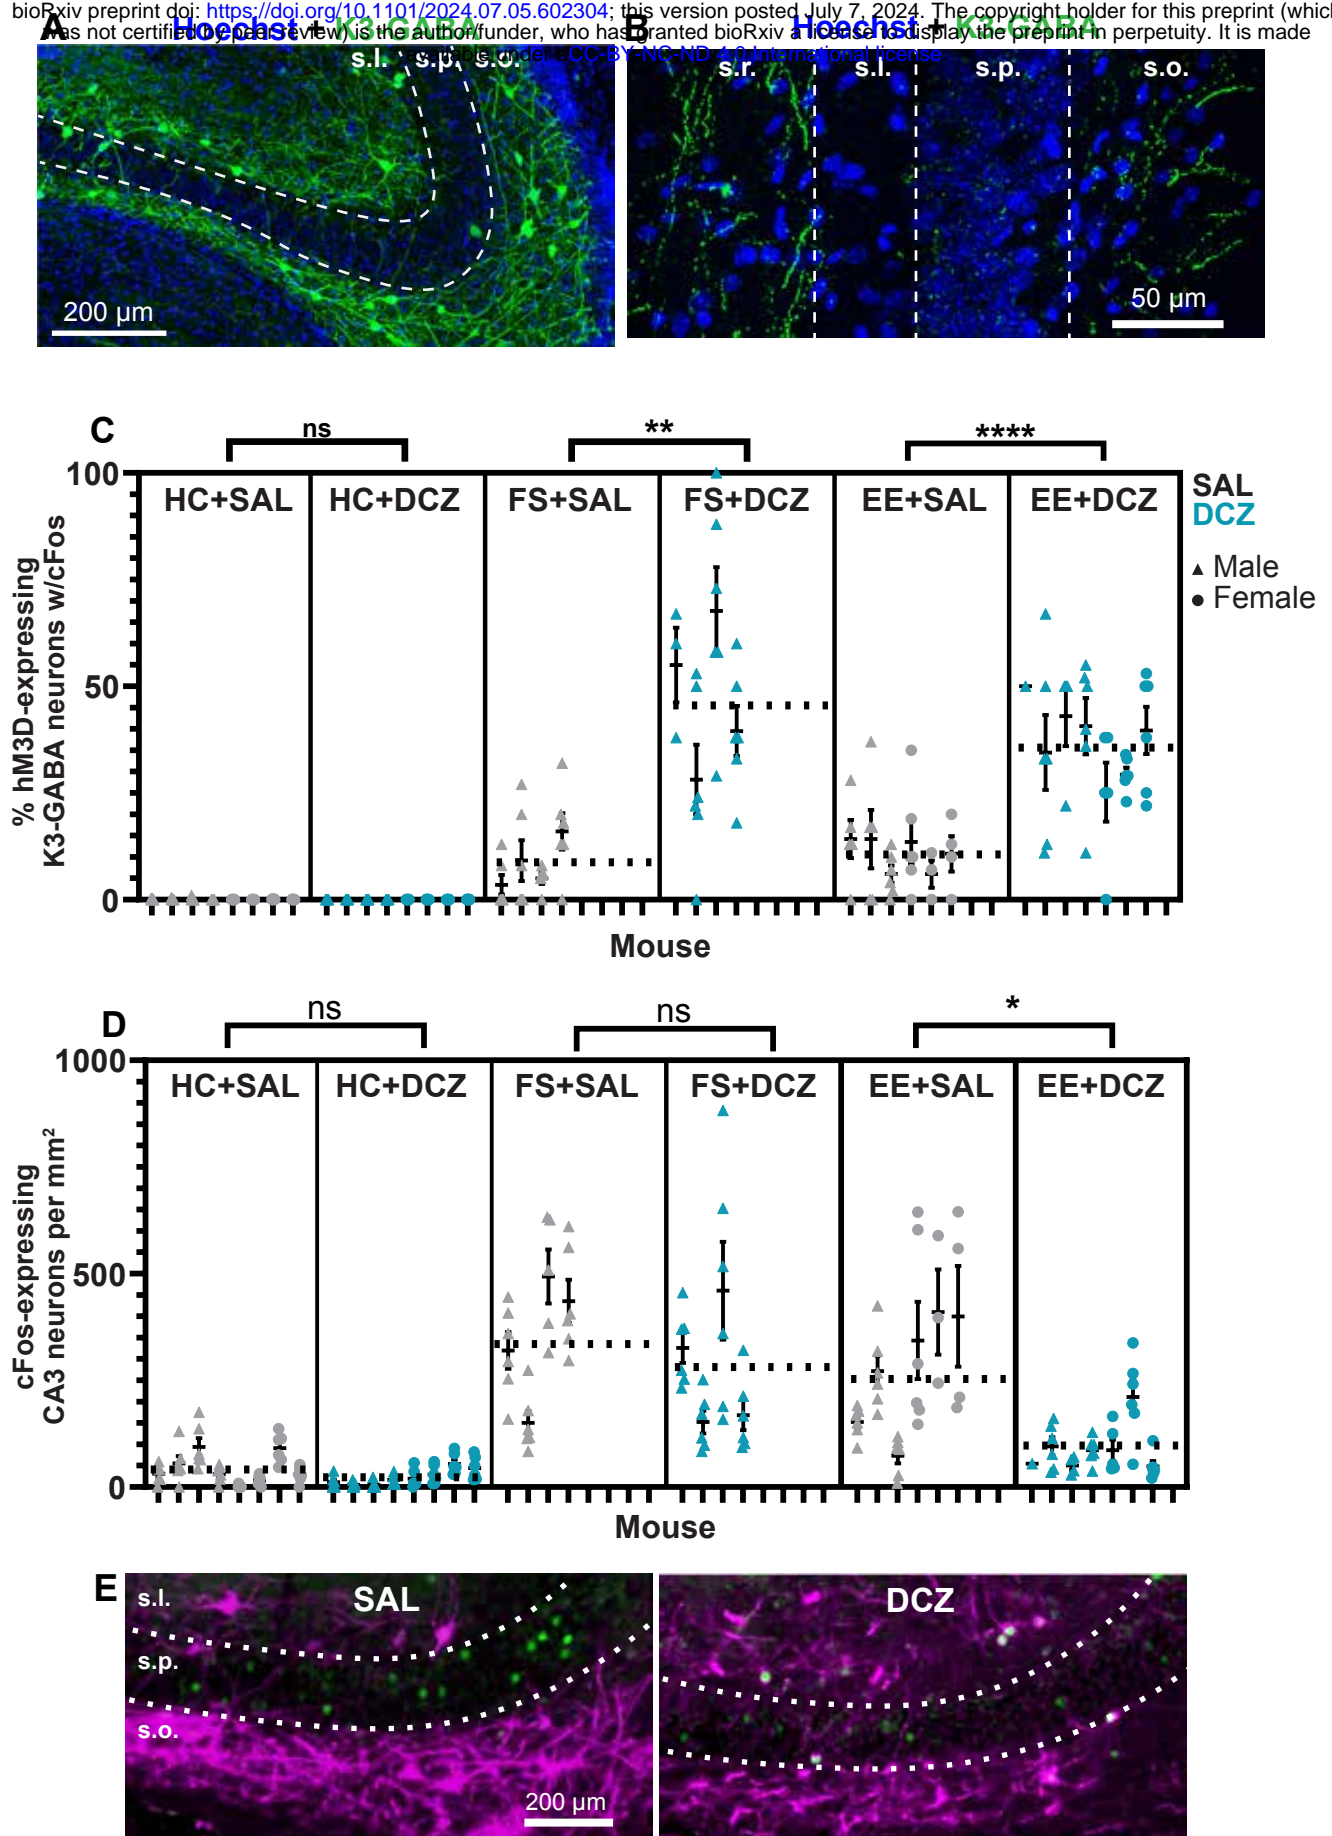 bioRxiv preprint doi: https://doi.org/10.1101/2024.07.05.602304; this version posted July 7, 2024. The copyright holder for this preprint (which
was not certified by peer review) is the author/funder, who has granted bioRxiv a license to display the preprint in perpetuity. It is made
available under aCC-BY-NC-ND 4.0 International license.
A
Hoechst + K3-GABA
s.l. s.p. s.o.
200 µm
B
Hoechst + K3-GABA
s.r. s.l. s.p. s.o.
50 µm
C
ns ** ****
HC+SAL HC+DCZ FS+SAL FS+DCZ EE+SAL EE+DCZ
100
50
0
% hM3D-expressing
K3-GABA neurons w/cFos
Mouse
SAL
DCZ
▲ Male
● Female
D
ns ns *
HC+SAL HC+DCZ FS+SAL FS+DCZ EE+SAL EE+DCZ
1000
500
0
cFos-expressing
CA3 neurons per mm²
Mouse
E
SAL
s.l.
s.p.
s.o.
200 µm
DCZ